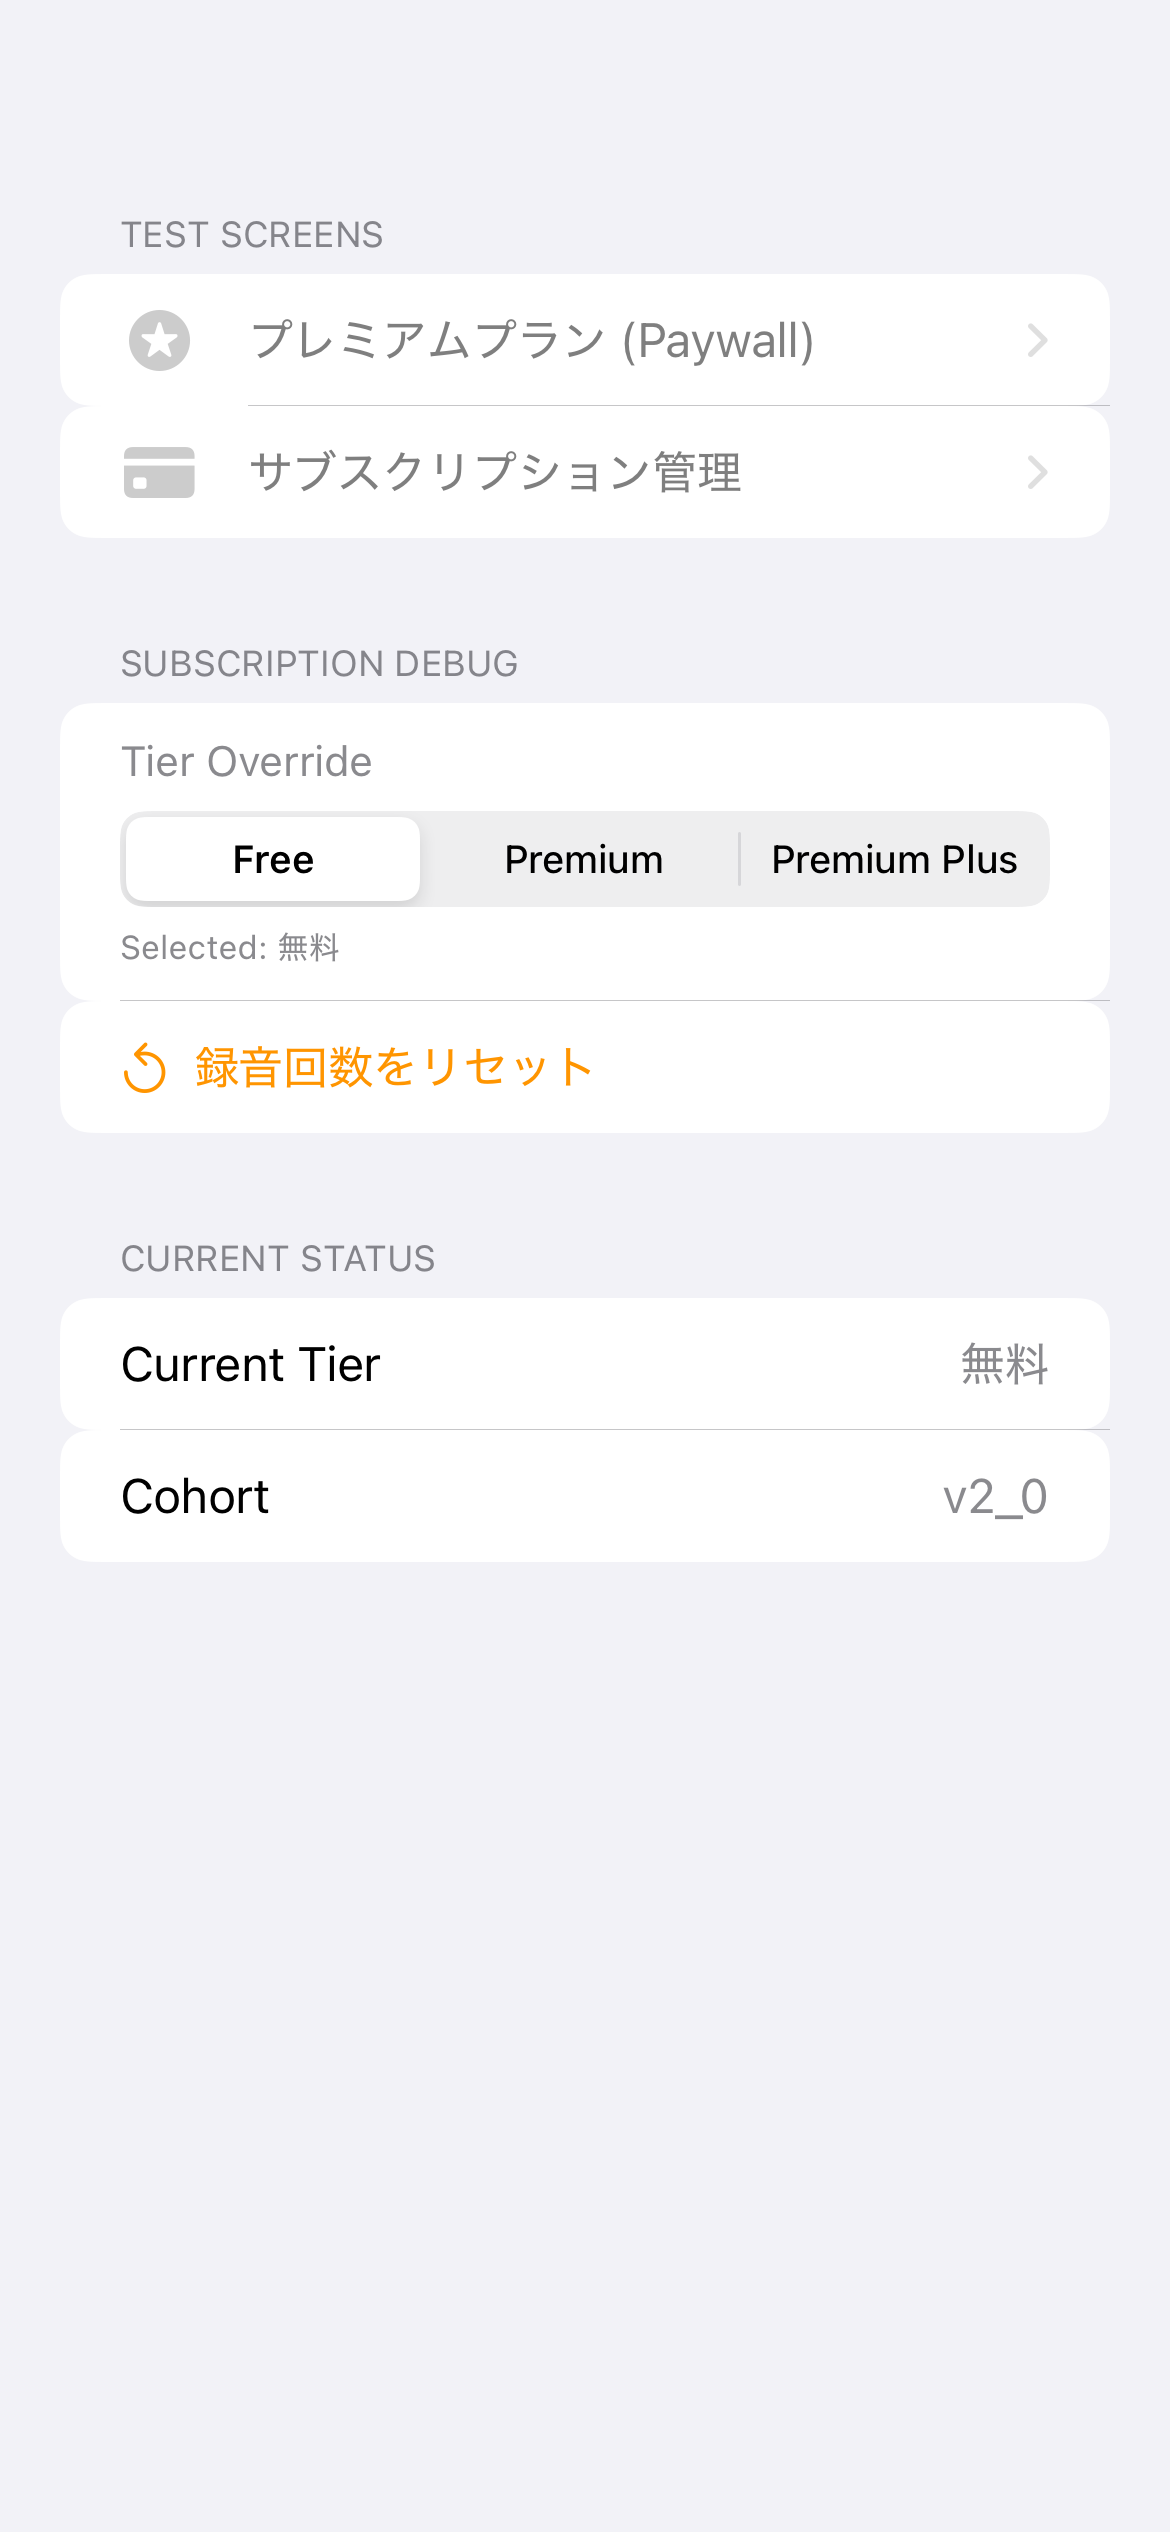 TEST SCREENS
プレミアムプラン (Paywall)
サブスクリプション管理
SUBSCRIPTION DEBUG
Tier Override
Free Premium Premium Plus
Selected: 無料
録音回数をリセット
CURRENT STATUS
Current Tier 無料
Cohort v2_0